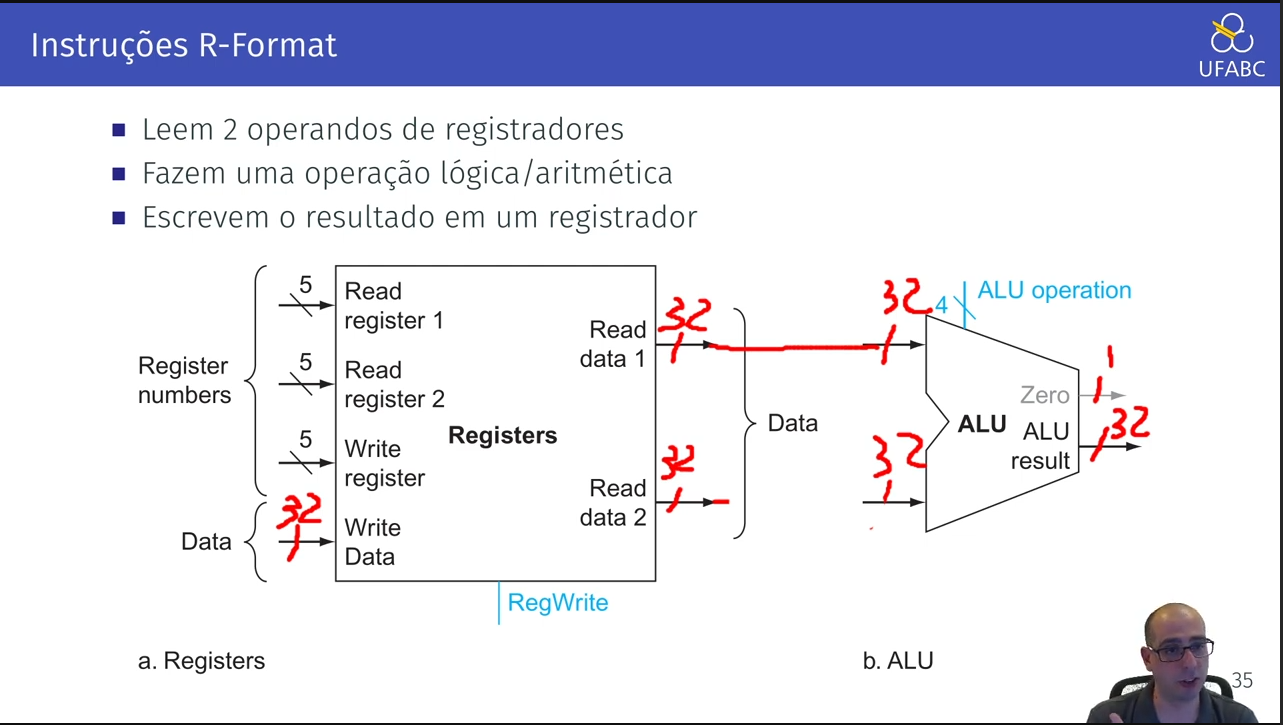 Instruções R-Format
UFABC
Leem 2 operandos de registradores
Fazem uma operação lógica/aritmética
Escrevem o resultado em um registrador
Register
numbers
Data
5
5
5
32
Read
register 1
Read
register 2
Write
register
Write
Data
Registers
Read
data 1
Read
data 2
RegWrite
32
32
Data
32
32
4
ALU operation
ALU
Zero
ALU
result
1
32
a. Registers
b. ALU
35